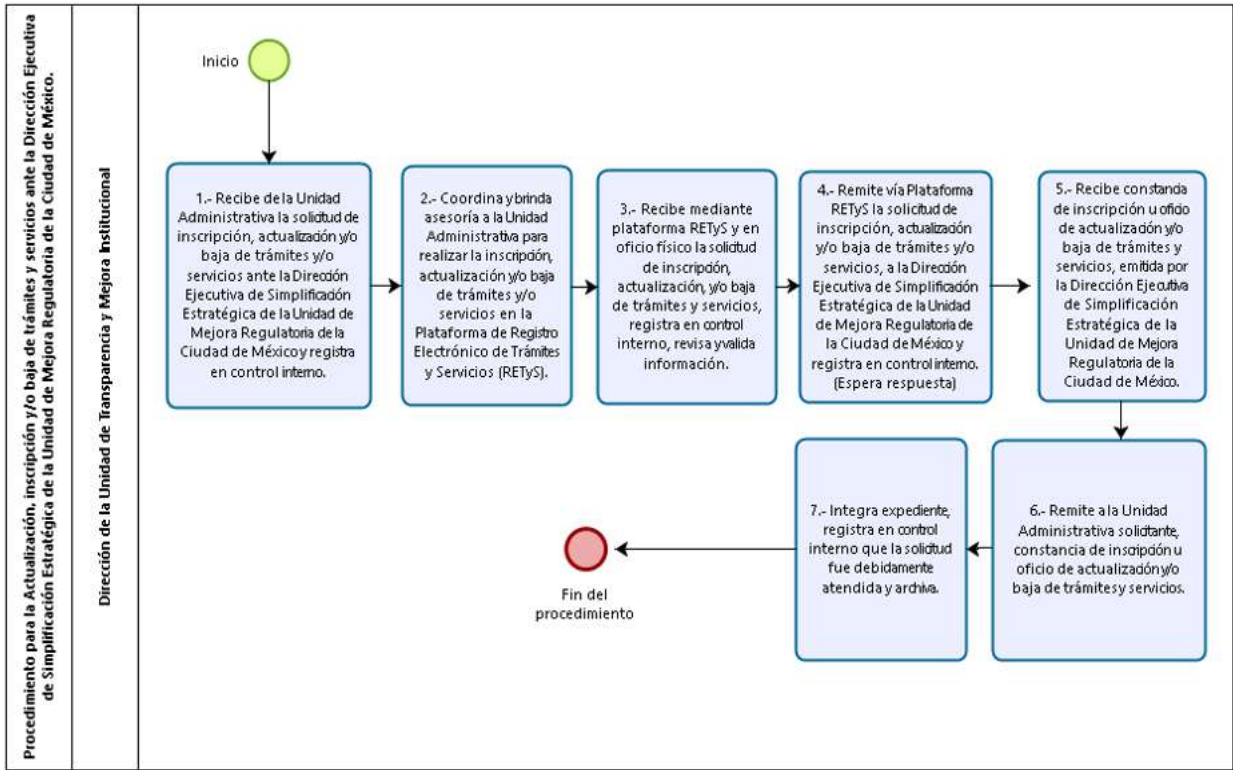 Procedimiento para la Actualización, inscripción y/o baja de trámites y servicios ante la Dirección Ejecutiva
de Simplificación Estratégica de la Unidad de Mejora Regulatoria de la Ciudad de México.
Dirección de la Unidad de Transparencia y Mejora Institucional
Inicio
1.- Recibe de la Unidad
Administrativa la solicitud de
inscripción, actualización y/o
baja de trámites y/o
servicios ante la Dirección
Ejecutiva de Simplificación
Estratégica de la Unidad de
Mejora Regulatoria de la
Ciudad de México y registra
en control interno.
2.- Coordina y brinda
asesoría a la Unidad
Administrativa para
realizar la inscripción,
actualización y/o baja
de trámites y/o
servicios en la
Plataforma de Registro
Electrónico de Trámites
y Servicios (RETyS).
3.- Recibe mediante
plataforma RETyS y en
oficio físico la solicitud
de inscripción,
actualización, y/o baja
de trámites y servicios,
registra en control
interno, revisa y valida
información.
4.- Remite vía Plataforma
RETyS la solicitud de
inscripción, actualización
y/o baja de trámites y/o
servicios, a la Dirección
Ejecutiva de Simplificación
Estratégica de la Unidad
de Mejora Regulatoria de
la Ciudad de México y
registra en control interno.
(Espera respuesta)
5.- Recibe constancia
de inscripción u oficio
de actualización y/o
baja de trámites y
servicios, emitida por
la Dirección Ejecutiva
de Simplificación
Estratégica de la
Unidad de Mejora
Regulatoria de la
Ciudad de México.
6.- Remite a la Unidad
Administrativa solicitante,
constancia de inscripción u
oficio de actualización y/o
baja de trámites y servicios.
7.- Integra expediente,
registra en control
interno que la solicitud
fue debidamente
atendida y archiva.
Fin del
procedimiento